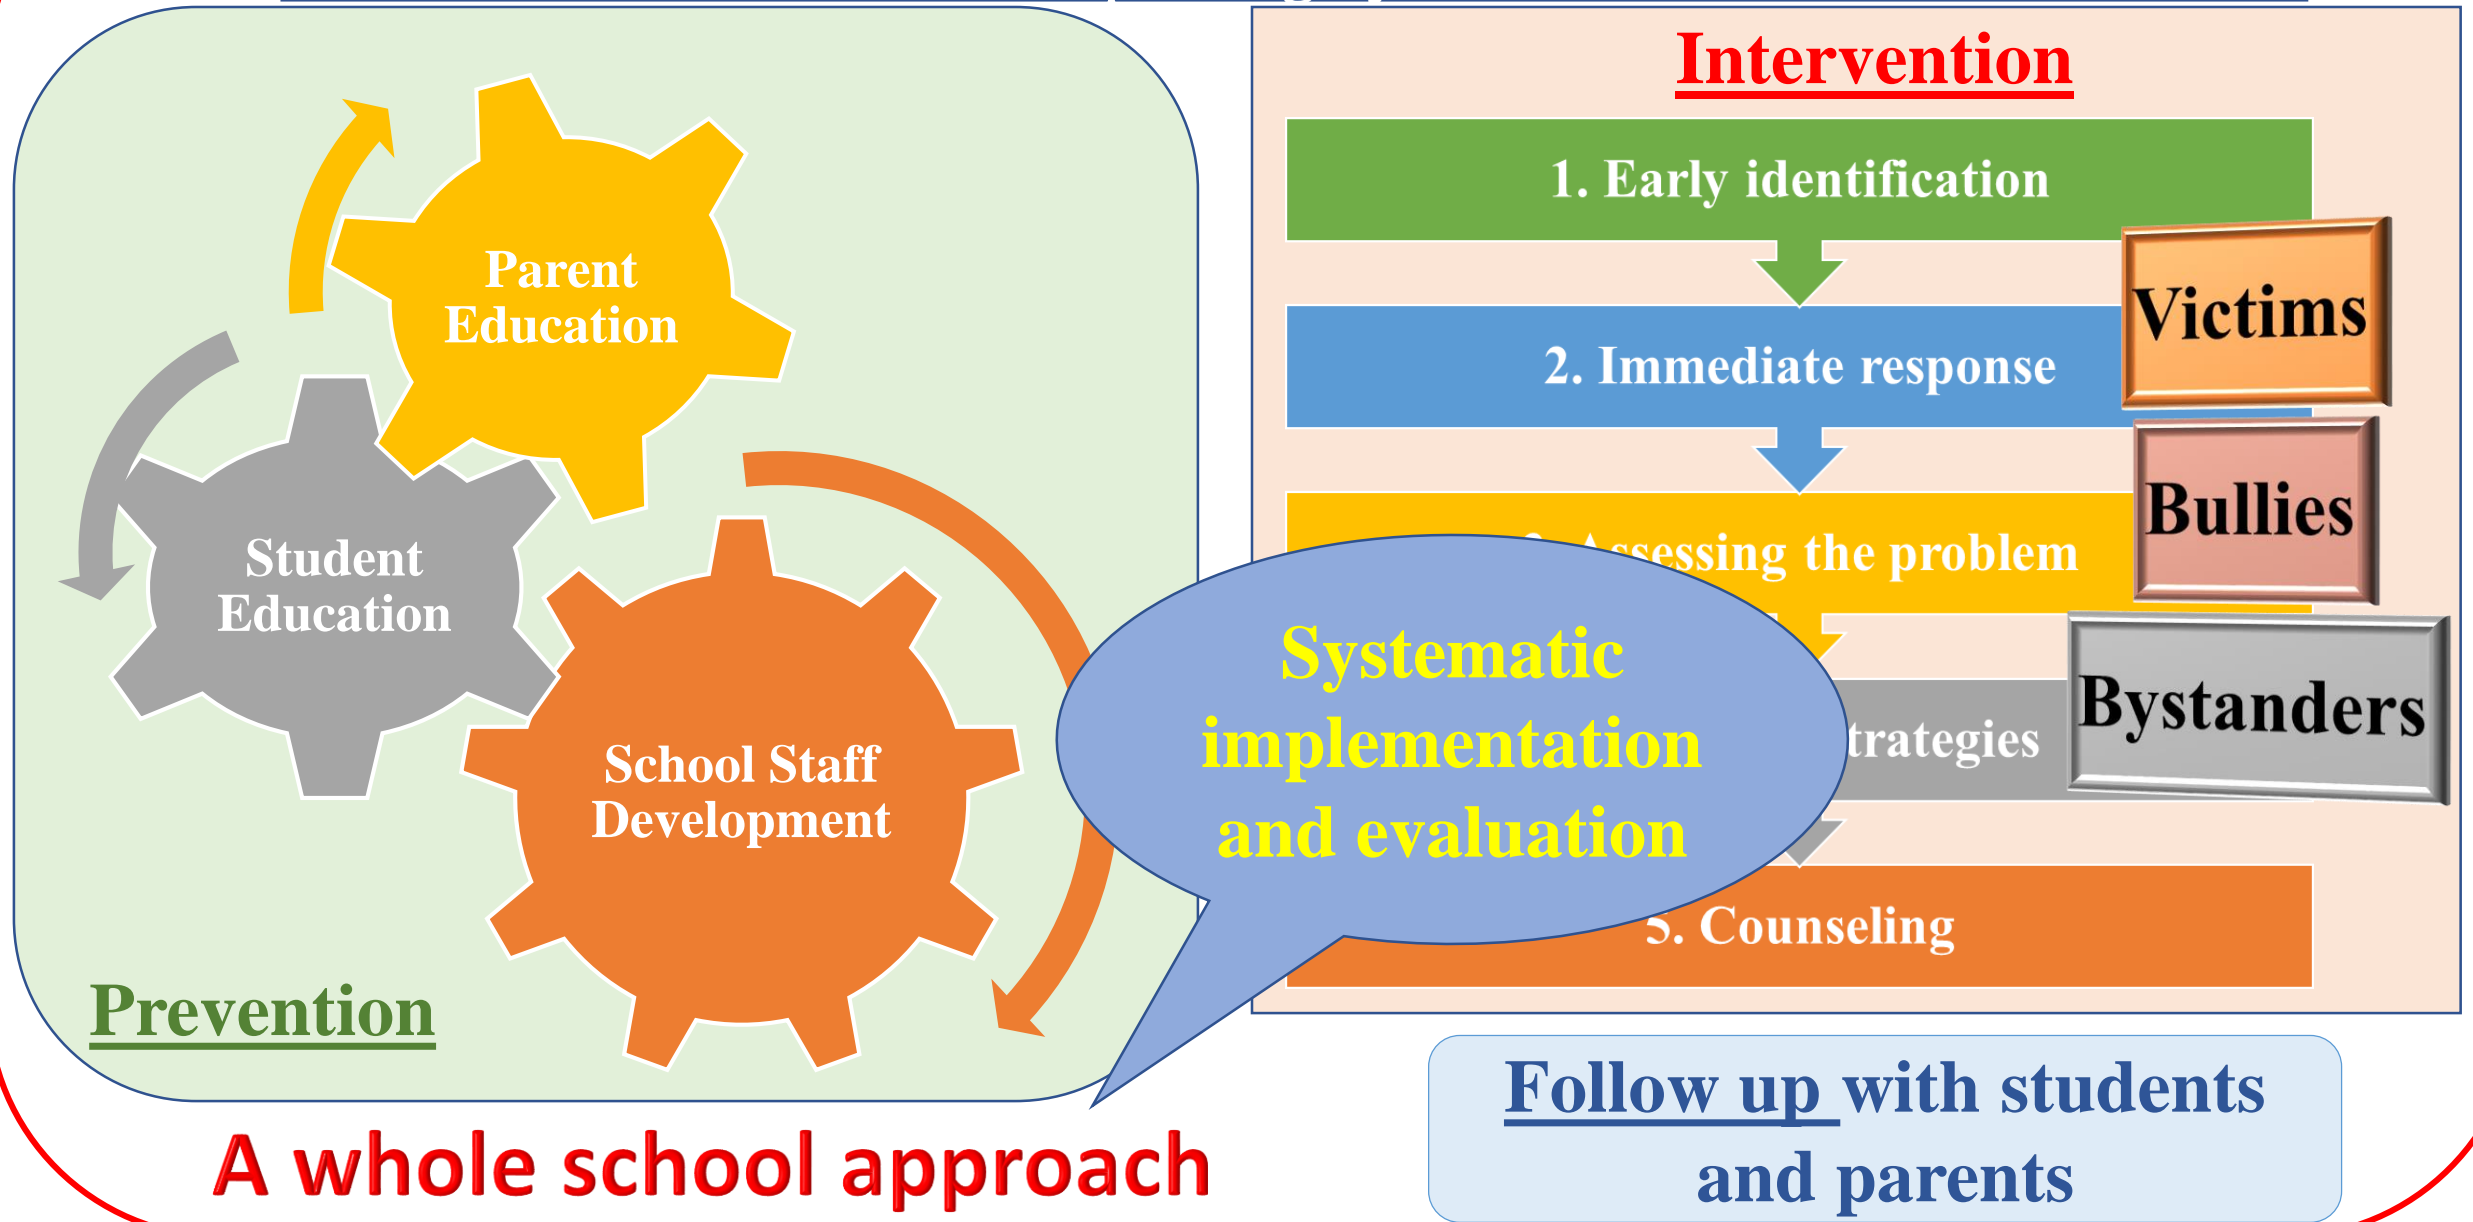 Parent
Education
Student
Education
School Staff
Development
Prevention
Intervention
1. Early identification
2. Immediate response
Assessing the problem
trategies
5. Counseling
Victims
Bullies
Bystanders
Systematic
implementation
and evaluation
A whole school approach
Follow up with students
and parents